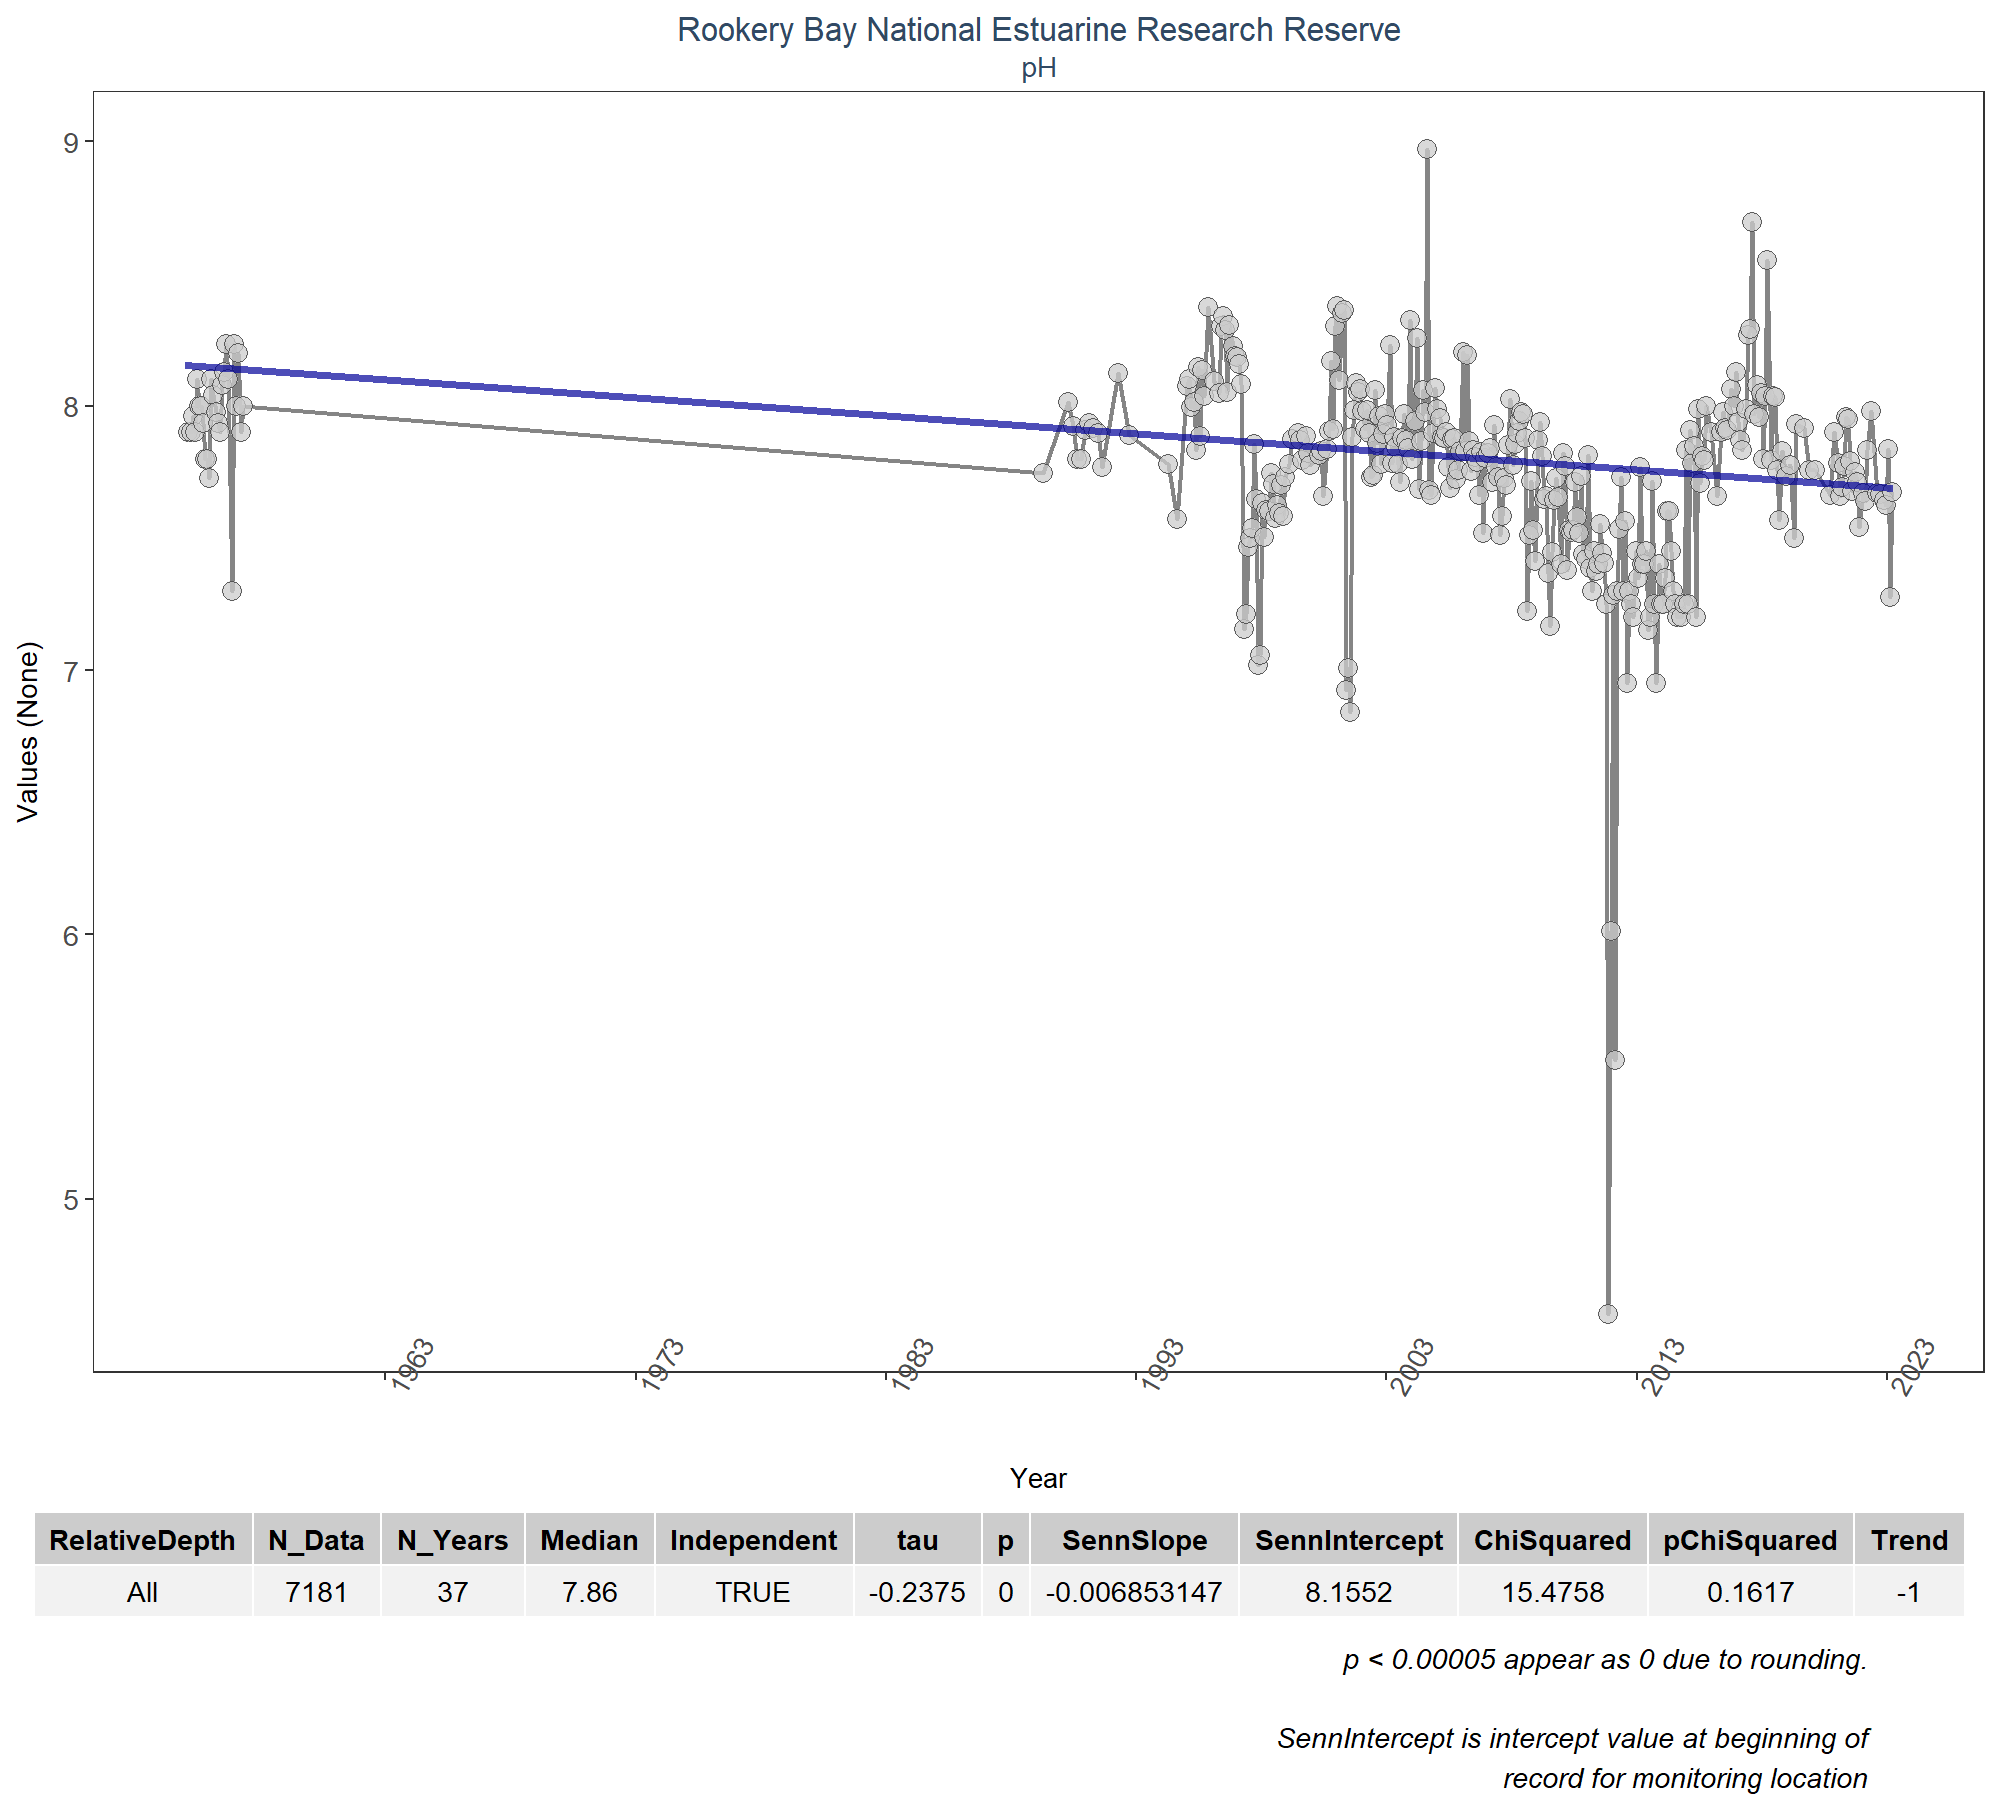 Rookery Bay National Estuarine Research Reserve
pH
9
8
7
6
5
Values (None)
1963
1973
1983
1993
2003
2013
2023
Year
RelativeDepth N_Data N_Years Median Independent tau p SennSlope SennIntercept ChiSquared pChiSquared Trend
All 7181 37 7.86 TRUE -0.2375 0 -0.006853147 8.1552 15.4758 0.1617 -1
p < 0.00005 appear as 0 due to rounding.
SennIntercept is intercept value at beginning of
record for monitoring location